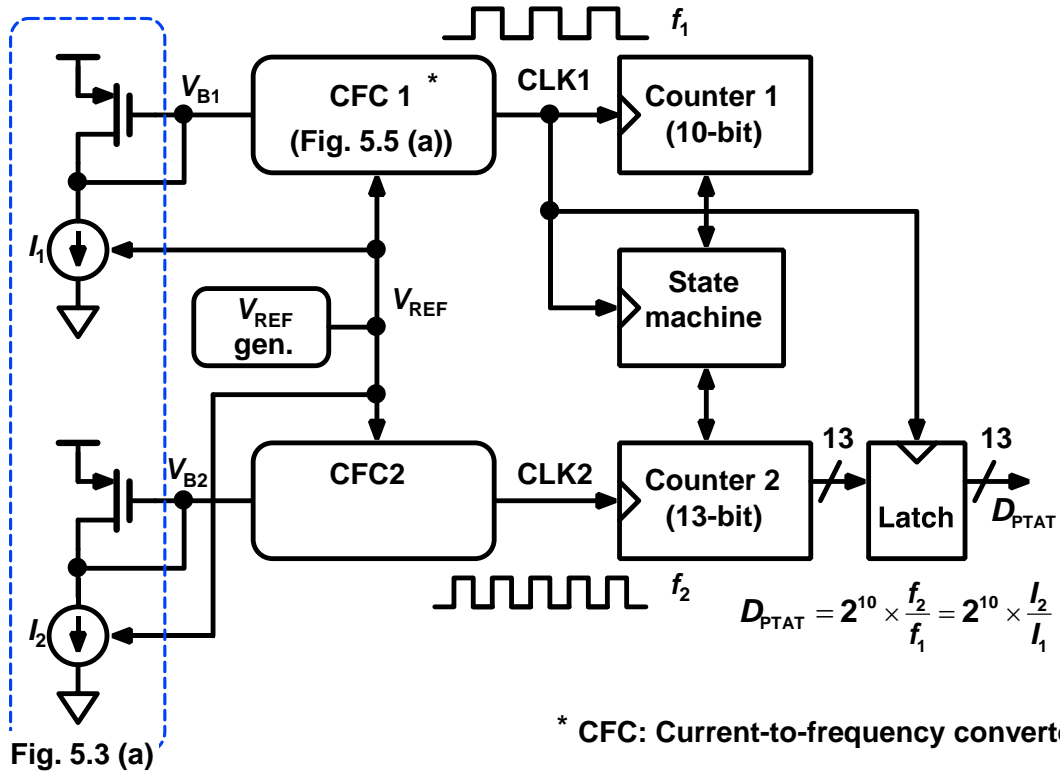 f1
VB1
CFC 1 *
(Fig. 5.5 (a))
CLK1
Counter 1
(10-bit)
I1
VREF
gen.
VREF
State
machine
VB2
CFC2
CLK2
Counter 2
(13-bit)
13
Latch
13
DPTAT
I2
f2
DPTAT = 2^10 × f2/f1 = 2^10 × I2/I1
* CFC: Current-to-frequency converte
Fig. 5.3 (a)